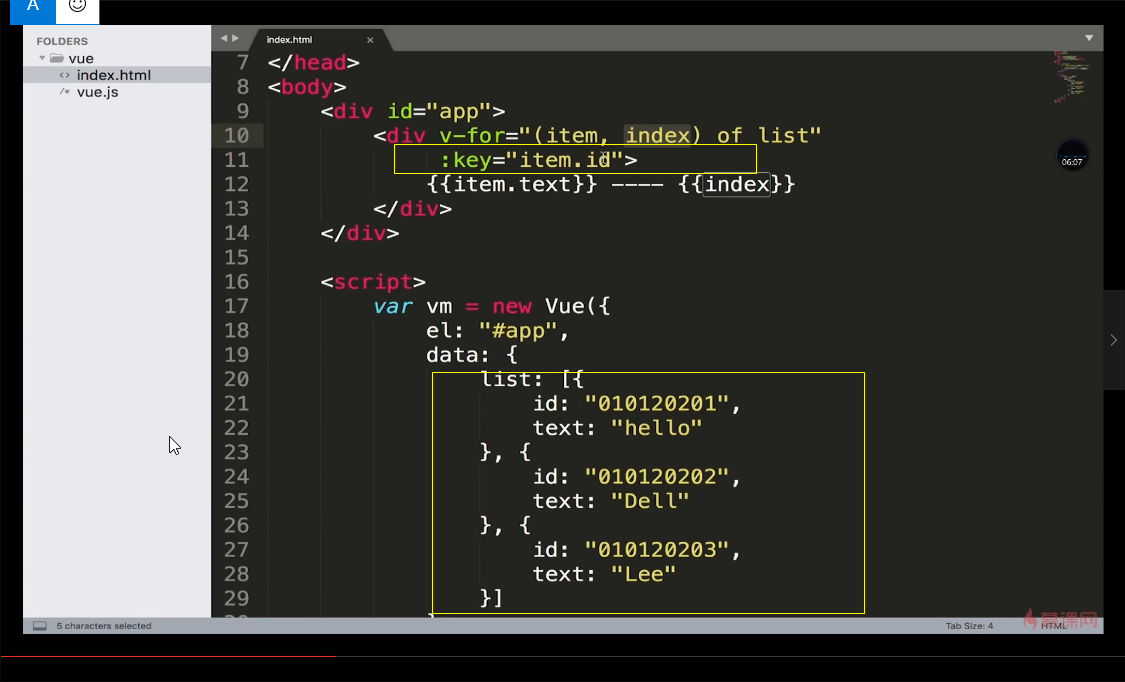 A
FOLDERS
vue
<> index.html
/* vue.js
index.html ×
7 </head>
8 <body>
9 <div id="app">
10 <div v-for="(item, index) of list"
11 :key="item.id">
12 {{item.text}} ---- {{index}}
13 </div>
14 </div>
15
16 <script>
17 var vm = new Vue({
18 el: "#app",
19 data: {
20 list: [{
21 id: "010120201",
22 text: "hello"
23 }, {
24 id: "010120202",
25 text: "Dell"
26 }, {
27 id: "010120203",
28 text: "Lee"
29 }]
06:07
5 characters selected
Tab Size: 4
HTML
慕课网